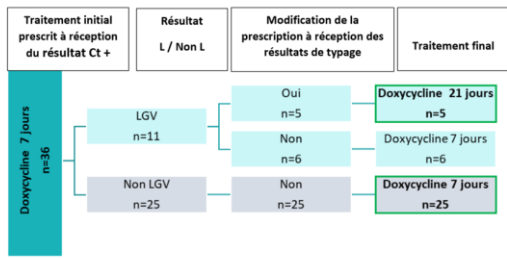 Traitement initial
prescrit à réception
du résultat Ct +
Résultat
L / Non L
Modification de la
prescription à réception des
résultats de typage
Traitement final
Doxycycline 7 jours
n=36
LGV
n=11
Oui
n=5
Doxycycline 21 jours
n=5
Non
n=6
Doxycycline 7 jours
n=6
Non LGV
n=25
Non
n=25
Doxycycline 7 jours
n=25